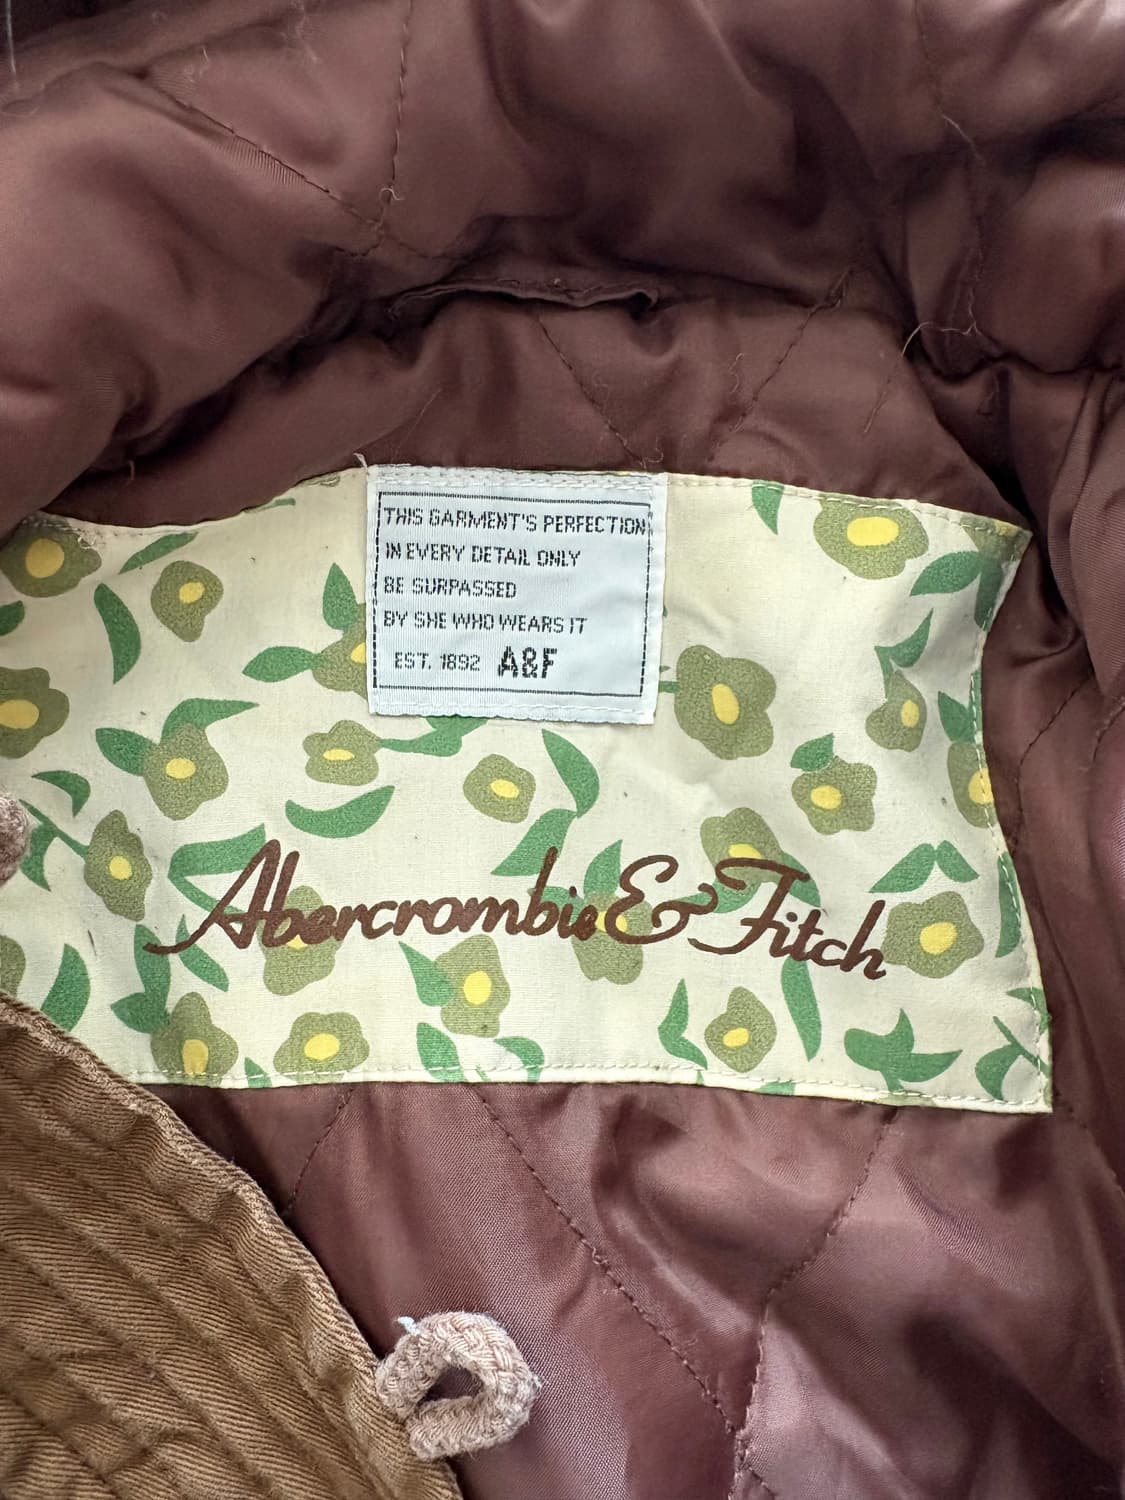 THIS GARMENT'S PERFECTION
IN EVERY DETAIL ONLY
BE SURPASSED
BY SHE WHO WEARS IT
EST. 1892 A&F
Abercrombie & Fitch